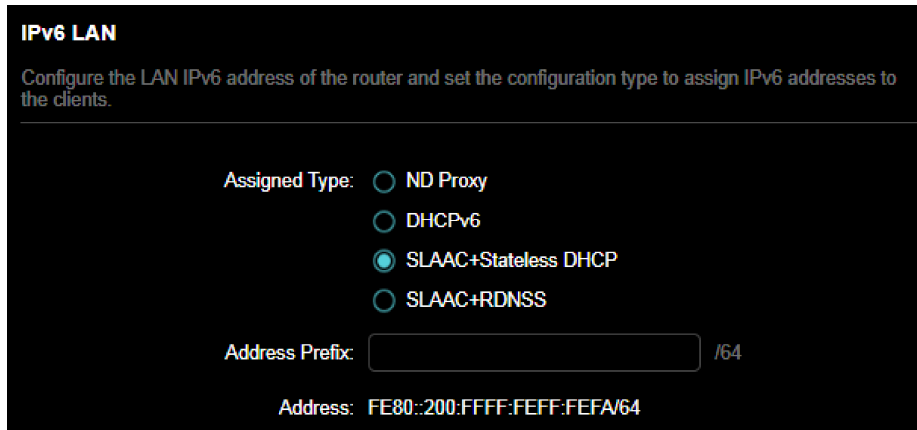 IPv6 LAN
Configure the LAN IPv6 address of the router and set the configuration type to assign IPv6 addresses to
the clients.
Assigned Type: ND Proxy
DHCPv6
SLAAC+Stateless DHCP
SLAAC+RDNSS
Address Prefix: /64
Address: FE80::200:FFFF:FEFF:FEFA/64